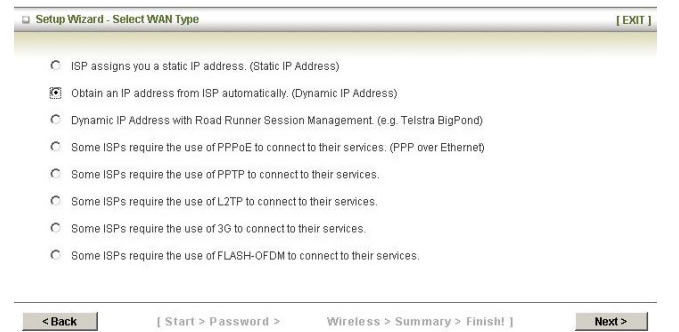 Setup Wizard - Select WAN Type [ EXIT ]
ISP assigns you a static IP address. (Static IP Address)
Obtain an IP address from ISP automatically. (Dynamic IP Address)
Dynamic IP Address with Road Runner Session Management. (e.g. Telstra BigPond)
Some ISPs require the use of PPPoE to connect to their services. (PPP over Ethernet)
Some ISPs require the use of PPTP to connect to their services.
Some ISPs require the use of L2TP to connect to their services.
Some ISPs require the use of 3G to connect to their services.
Some ISPs require the use of FLASH-OFDM to connect to their services.
< Back [ Start > Password > Wireless > Summary > Finish! ] Next >